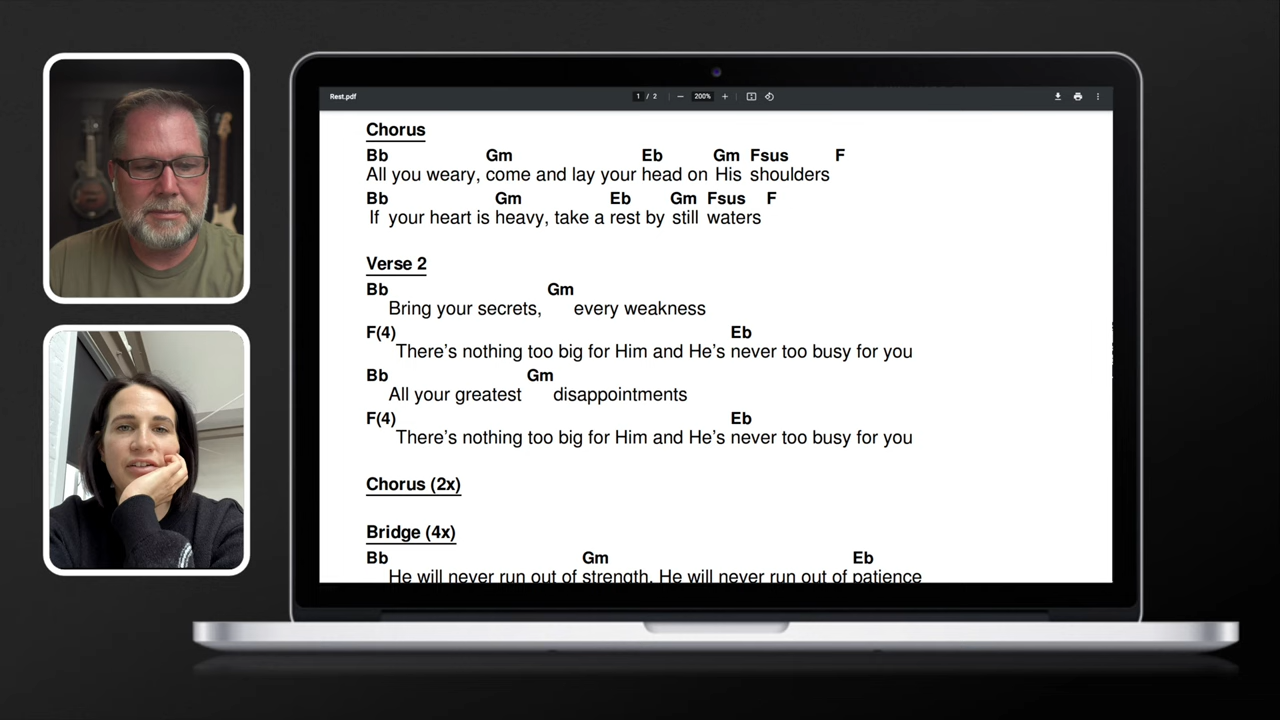 Rest.pdf
1 / 2 200%
Chorus
Bb Gm Eb Gm Fsus F
All you weary, come and lay your head on His shoulders
Bb Gm Eb Gm Fsus F
If your heart is heavy, take a rest by still waters
Verse 2
Bb Gm
Bring your secrets, every weakness
F(4) Eb
There's nothing too big for Him and He's never too busy for you
Bb Gm
All your greatest disappointments
F(4) Eb
There's nothing too big for Him and He's never too busy for you
Chorus (2x)
Bridge (4x)
Bb Gm Eb
He will never run out of strength, He will never run out of patience